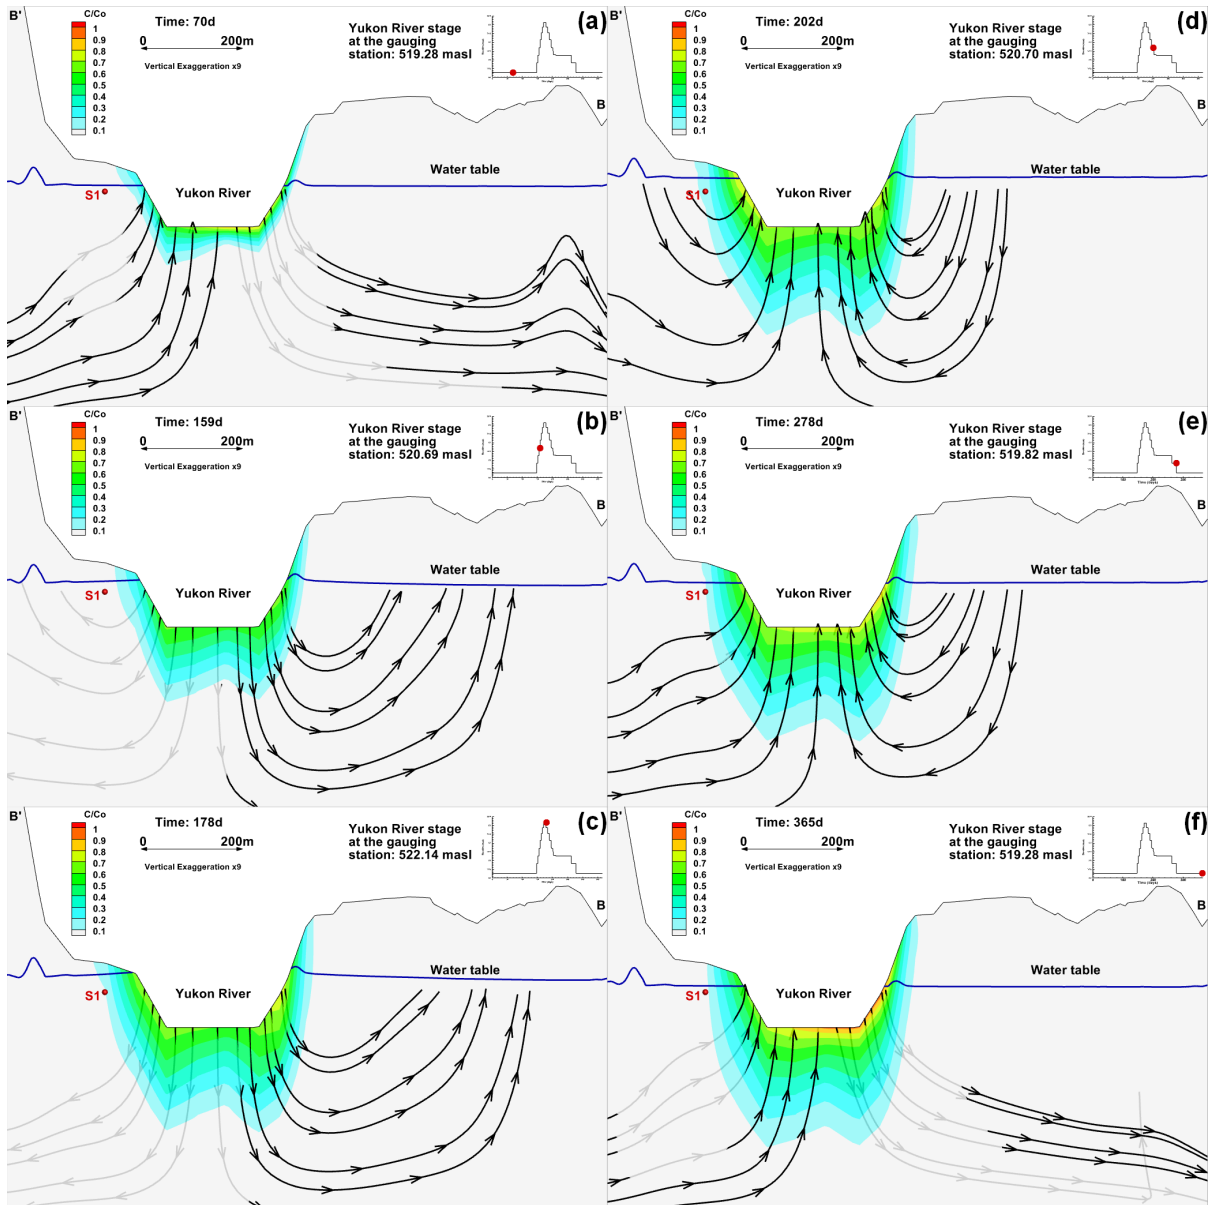 B'
C/Co
1
0.9
0.8
0.7
0.6
0.5
0.4
0.3
0.2
0.1
Time: 70d
0 200m
Vertical Exaggeration x9
Yukon River stage
at the gauging
station: 519.28 masl
(a)
B
S1
Yukon River
Water table
B'
C/Co
1
0.9
0.8
0.7
0.6
0.5
0.4
0.3
0.2
0.1
Time: 202d
0 200m
Vertical Exaggeration x9
Yukon River stage
at the gauging
station: 520.70 masl
(d)
B
S1
Yukon River
Water table
B'
C/Co
1
0.9
0.8
0.7
0.6
0.5
0.4
0.3
0.2
0.1
Time: 159d
0 200m
Vertical Exaggeration x9
Yukon River stage
at the gauging
station: 520.69 masl
(b)
B
S1
Yukon River
Water table
B'
C/Co
1
0.9
0.8
0.7
0.6
0.5
0.4
0.3
0.2
0.1
Time: 278d
0 200m
Vertical Exaggeration x9
Yukon River stage
at the gauging
station: 519.82 masl
(e)
B
S1
Yukon River
Water table
B'
C/Co
1
0.9
0.8
0.7
0.6
0.5
0.4
0.3
0.2
0.1
Time: 178d
0 200m
Vertical Exaggeration x9
Yukon River stage
at the gauging
station: 522.14 masl
(c)
B
S1
Yukon River
Water table
B'
C/Co
1
0.9
0.8
0.7
0.6
0.5
0.4
0.3
0.2
0.1
Time: 365d
0 200m
Vertical Exaggeration x9
Yukon River stage
at the gauging
station: 519.28 masl
(f)
B
S1
Yukon River
Water table